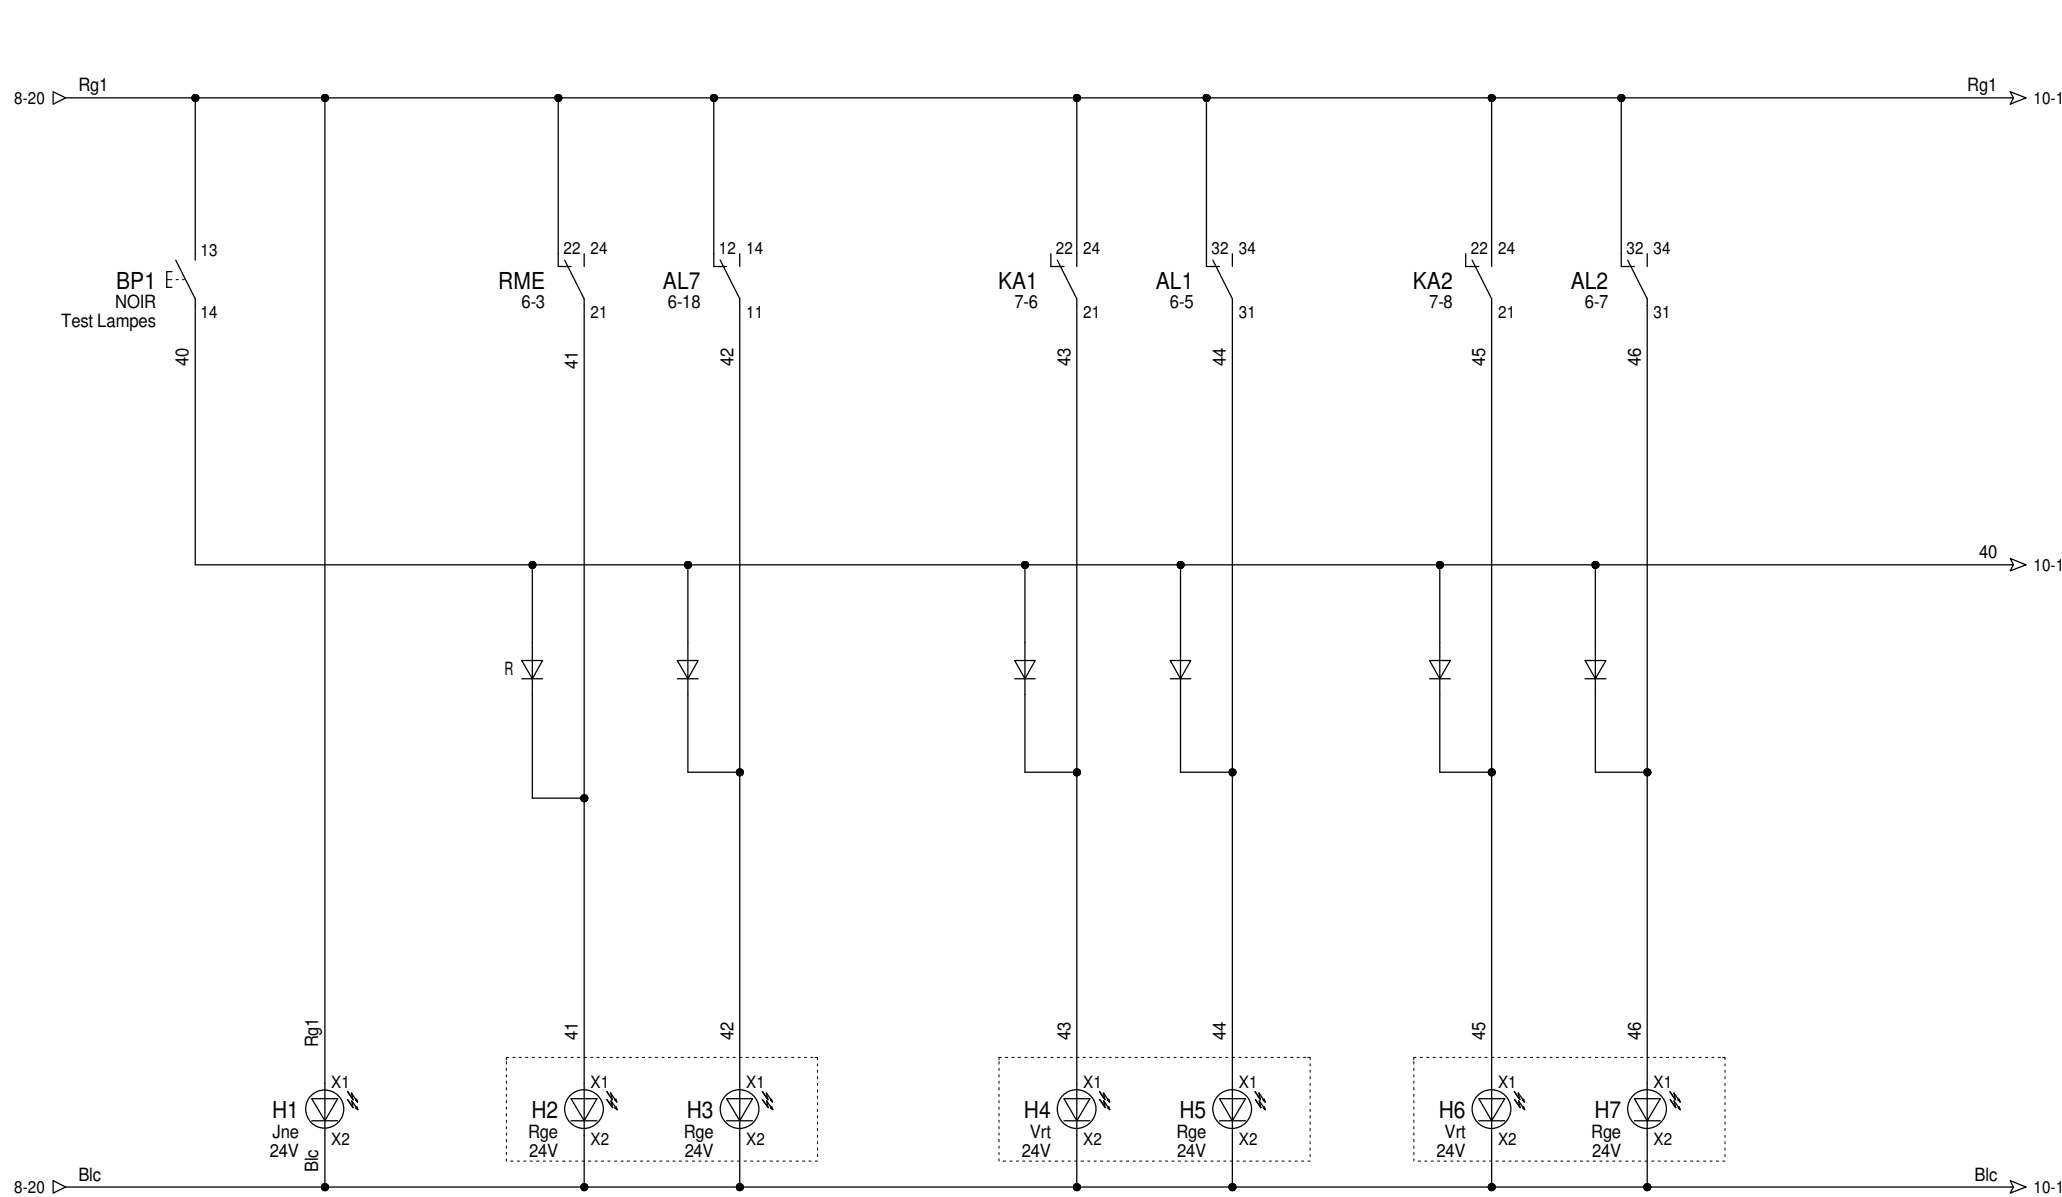 Rg1 Rg1
8-20 10-1
13 22 24 12 14 22 24 32 34 22 24 32 34
BP1 RME AL7 KA1 AL1 KA2 AL2
NOIR 6-3 6-18 7-6 6-5 7-8 6-7
14 21 11 21 31 21 31
Test Lampes
40 41 42 43 44 45 46
40
10-1
R
Rg1 41 42 43 44 45 46
X1 X1 X1 X1 X1 X1 X1
H1 H2 H3 H4 H5 H6 H7
Jne Rge Rge Vrt Rge Vrt Rge
X2 X2 X2 X2 X2 X2 X2
24V 24V 24V 24V 24V 24V 24V
Blc
Blc Blc
8-20 10-1